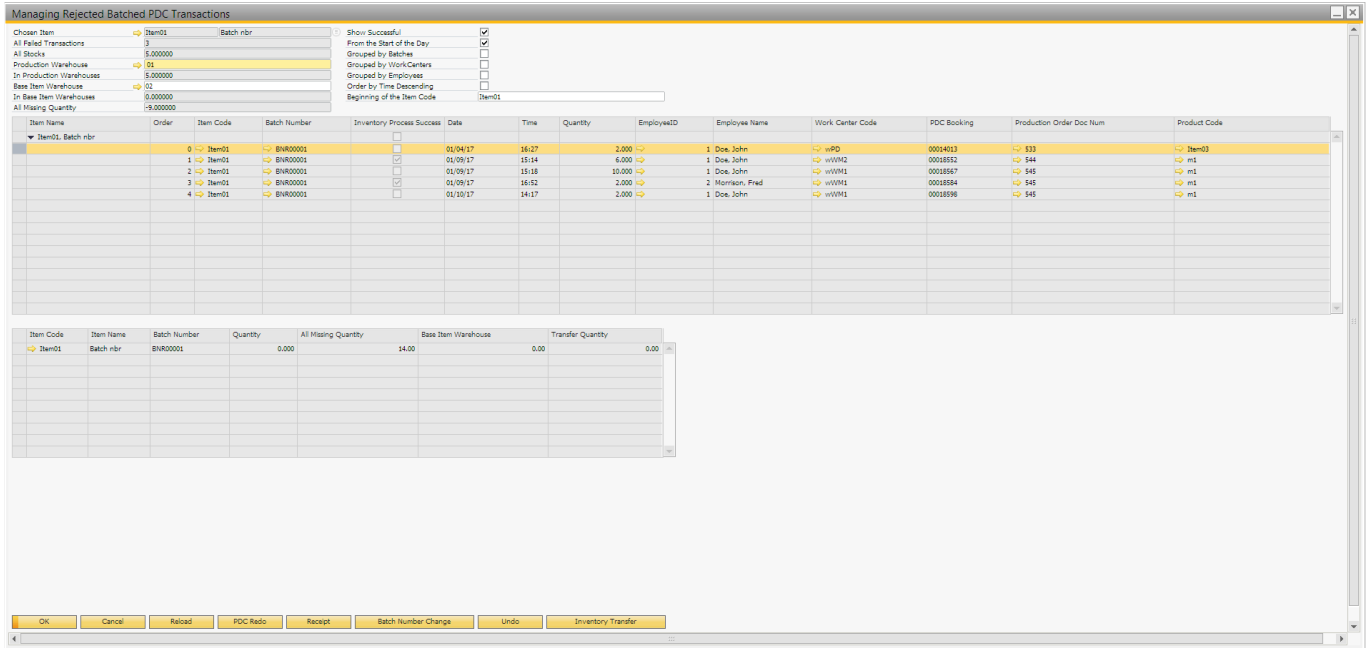 Managing Rejected Batched PDC Transactions
Chosen Item Item01 Batch nbr Show Successful
All Failed Transactions 3 From the Start of the Day
All Stocks 5.000000 Grouped by Batches
Production Warehouse 01 Grouped by WorkCenters
In Production Warehouses 5.000000 Grouped by Employees
Base Item Warehouse 02 Order by Time Descending
In Base Item Warehouses 0.000000 Beginning of the Item Code Item01
All Missing Quantity -9.000000
Item Name Order Item Code Batch Number Inventory Process Success Date Time Quantity EmployeeID Employee Name Work Center Code PDC Booking Production Order Doc Num Product Code
Item01, Batch nbr
0 Item01 BNR00001 01/04/17 16:27 2.000 1 Doe, John wPD 00014013 533 Item03
1 Item01 BNR00001 01/09/17 15:14 6.000 1 Doe, John wWM2 00018552 544 m1
2 Item01 BNR00001 01/09/17 15:18 10.000 1 Doe, John wWM1 00018567 545 m1
3 Item01 BNR00001 01/09/17 16:52 2.000 2 Morrison, Fred wWM1 00018584 545 m1
4 Item01 BNR00001 01/10/17 14:17 2.000 1 Doe, John wWM1 00018598 545 m1
Item Code Item Name Batch Number Quantity All Missing Quantity Base Item Warehouse Transfer Quantity
Item01 Batch nbr BNR00001 0.000 14.00 0.00 0.00
OK Cancel Reload PDC Redo Receipt Batch Number Change Undo Inventory Transfer